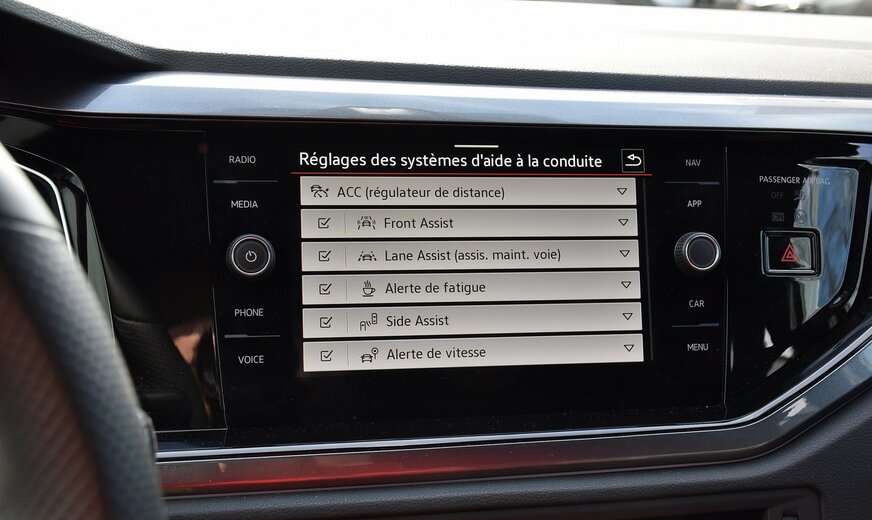 RADIO
MEDIA
PHONE
VOICE
Réglages des systèmes d'aide à la conduite
ACC (régulateur de distance)
Front Assist
Lane Assist (assis. maint. voie)
Alerte de fatigue
Side Assist
Alerte de vitesse
NAV
APP
CAR
MENU
PASSENGER AIRBAG
OFF